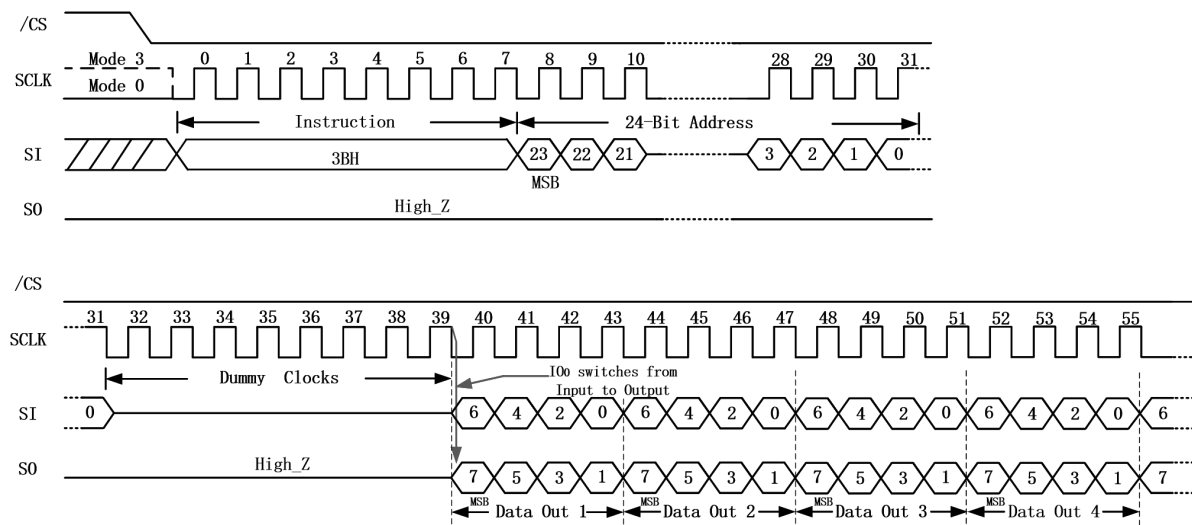 /CS
Mode 3 0 1 2 3 4 5 6 7 8 9 10 28 29 30 31
SCLK
Mode 0
Instruction 24-Bit Address
SI 3BH 23 22 21 3 2 1 0
MSB
SO High_Z
/CS
31 32 33 34 35 36 37 38 39 40 41 42 43 44 45 46 47 48 49 50 51 52 53 54 55
SCLK
Dummy Clocks IO0 switches from
Input to Output
SI 0 6 4 2 0 6 4 2 0 6 4 2 0 6 4 2 0 6
SO High_Z 7 5 3 1 7 5 3 1 7 5 3 1 7 5 3 1 7
MSB Data Out 1 MSB Data Out 2 MSB Data Out 3 MSB Data Out 4